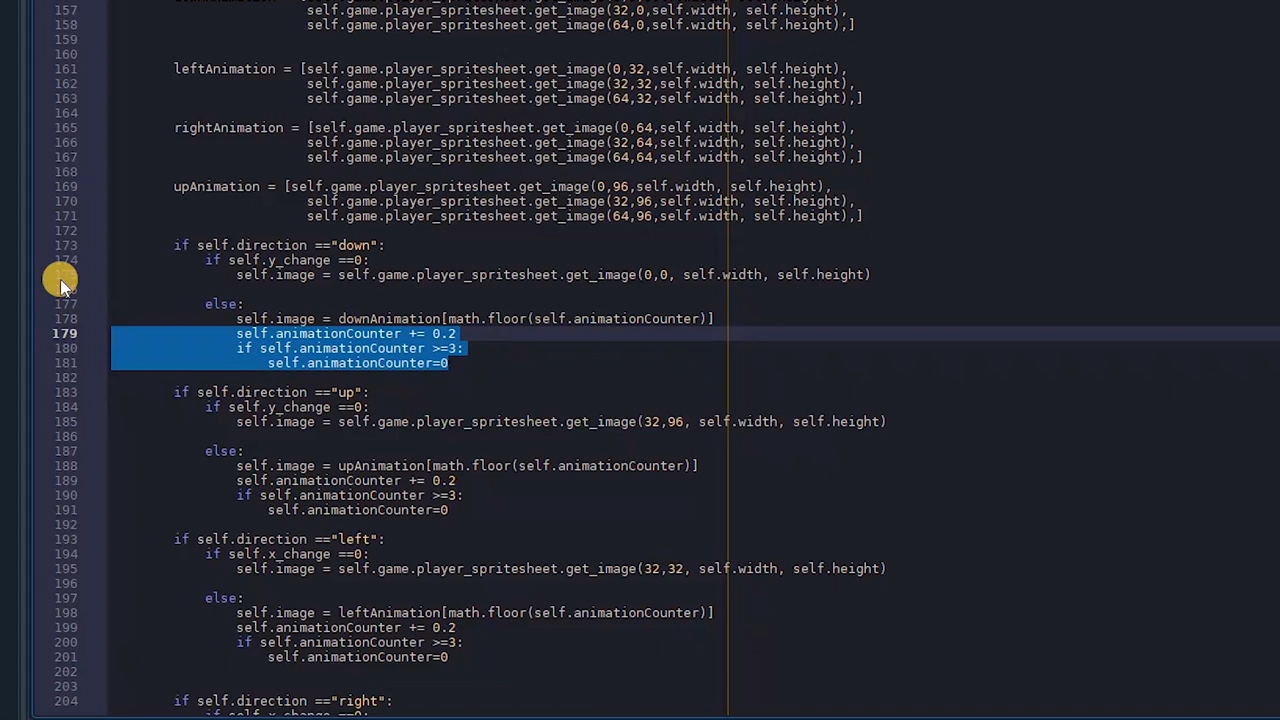 157 self.game.player_spritesheet.get_image(32,0,self.width, self.height),
158 self.game.player_spritesheet.get_image(64,0,self.width, self.height),]
159
160
161 leftAnimation = [self.game.player_spritesheet.get_image(0,32,self.width, self.height),
162 self.game.player_spritesheet.get_image(32,32,self.width, self.height),
163 self.game.player_spritesheet.get_image(64,32,self.width, self.height),]
164
165 rightAnimation = [self.game.player_spritesheet.get_image(0,64,self.width, self.height),
166 self.game.player_spritesheet.get_image(32,64,self.width, self.height),
167 self.game.player_spritesheet.get_image(64,64,self.width, self.height),]
168
169 upAnimation = [self.game.player_spritesheet.get_image(0,96,self.width, self.height),
170 self.game.player_spritesheet.get_image(32,96,self.width, self.height),
171 self.game.player_spritesheet.get_image(64,96,self.width, self.height),]
172
173 if self.direction =="down":
174 if self.y_change ==0:
self.image = self.game.player_spritesheet.get_image(0,0, self.width, self.height)
177 else:
178 self.image = downAnimation[math.floor(self.animationCounter)]
179 self.animationCounter += 0.2
180 if self.animationCounter >=3:
181 self.animationCounter=0
182
183 if self.direction =="up":
184 if self.y_change ==0:
185 self.image = self.game.player_spritesheet.get_image(32,96, self.width, self.height)
186
187 else:
188 self.image = upAnimation[math.floor(self.animationCounter)]
189 self.animationCounter += 0.2
190 if self.animationCounter >=3:
191 self.animationCounter=0
192
193 if self.direction =="left":
194 if self.x_change ==0:
195 self.image = self.game.player_spritesheet.get_image(32,32, self.width, self.height)
196
197 else:
198 self.image = leftAnimation[math.floor(self.animationCounter)]
199 self.animationCounter += 0.2
200 if self.animationCounter >=3:
201 self.animationCounter=0
202
203
204 if self.direction =="right":